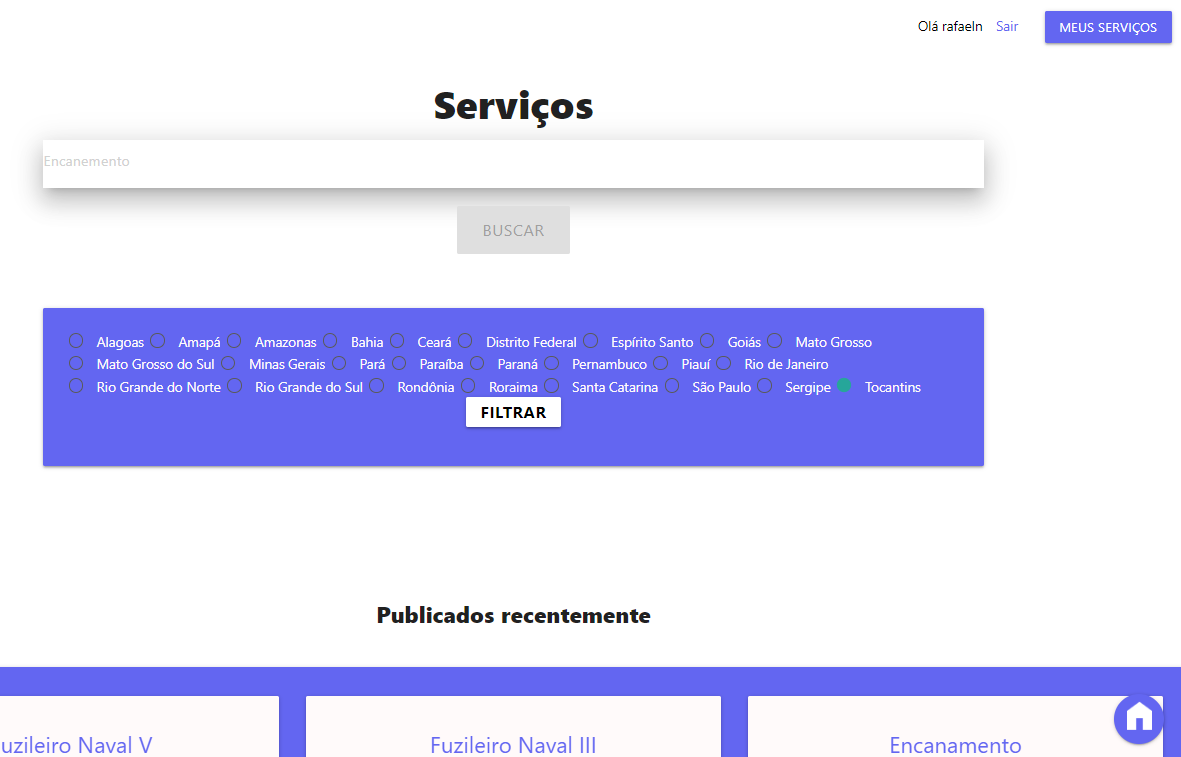 Olá rafaeln Sair MEUS SERVIÇOS
Serviços
Encanemento
BUSCAR
Alagoas Amapá Amazonas Bahia Ceará Distrito Federal Espírito Santo Goiás Mato Grosso
Mato Grosso do Sul Minas Gerais Pará Paraíba Paraná Pernambuco Piauí Rio de Janeiro
Rio Grande do Norte Rio Grande do Sul Rondônia Roraima Santa Catarina São Paulo Sergipe Tocantins
FILTRAR
Publicados recentemente
uzileiro Naval V Fuzileiro Naval III Encanamento